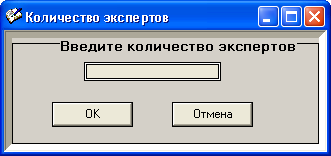 Количество экспертов
Введите количество экспертов
OK
Отмена